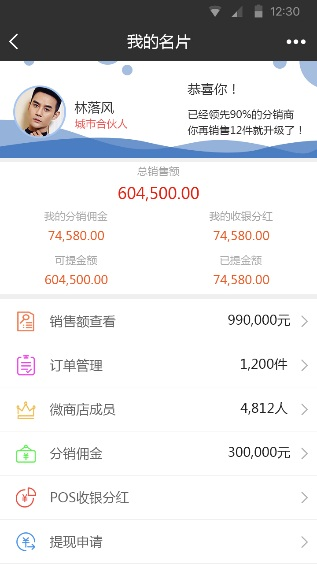 12:30
我的名片
恭喜你！
林落风
城市合伙人
已经领先90%的分销商
你再销售12件就升级了！
总销售额
604,500.00
我的分销佣金 我的收银分红
74,580.00 74,580.00
可提金额 已提金额
604,500.00 74,580.00
销售额查看 990,000元
订单管理 1,200件
微商店成员 4,812人
分销佣金 300,000元
POS收银分红
提现申请